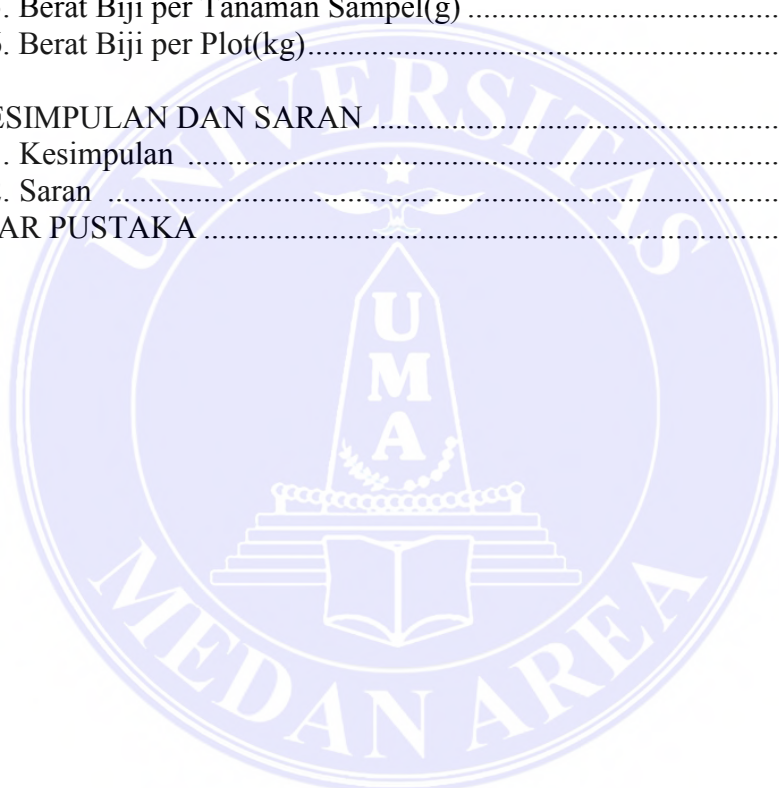 . Berat Biji per Tanaman Sampel(g) ........................................
. Berat Biji per Plot(kg)............................................................
ESIMPULAN DAN SARAN ....................................................
. Kesimpulan ...........................................................................
. Saran .....................................................................................
AR PUSTAKA .........................................................................
UNIVERSITAS
UMA
MEDAN AREA